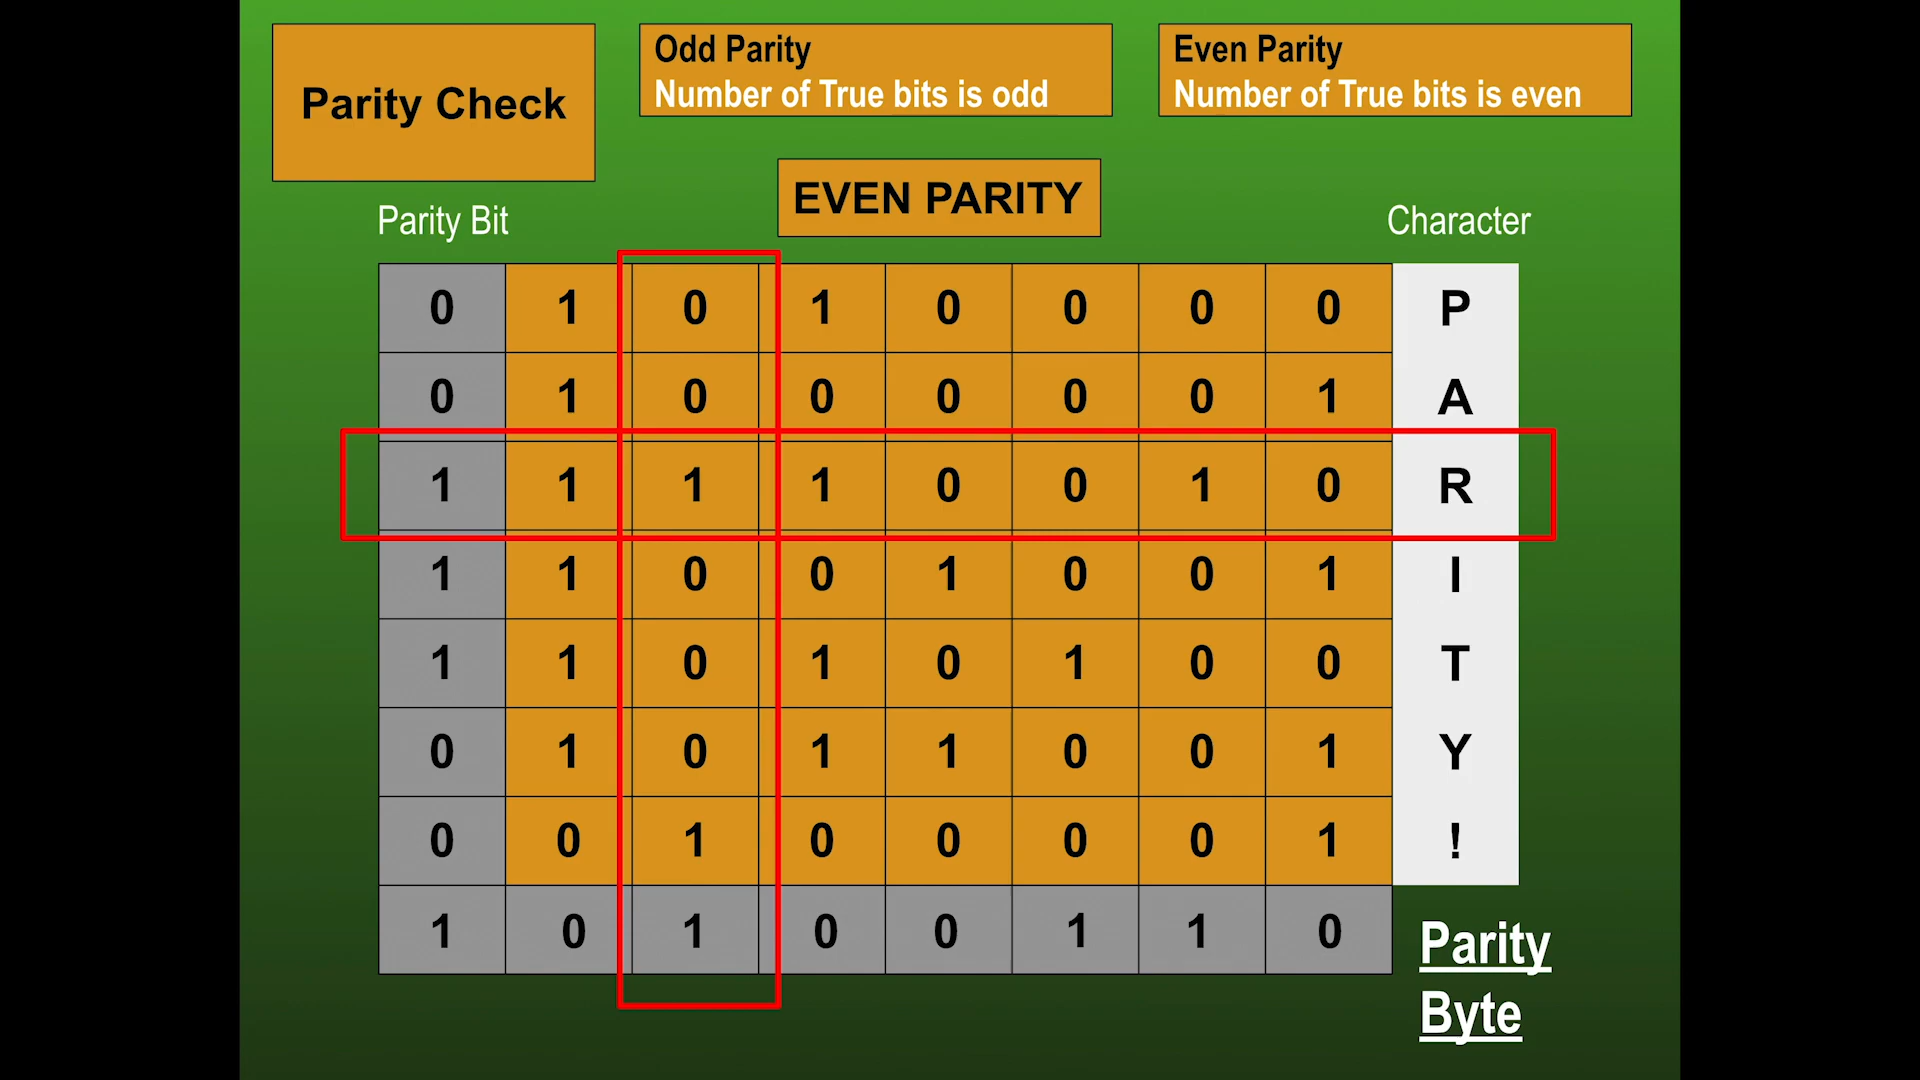 Parity Check
Odd Parity
Number of True bits is odd
Even Parity
Number of True bits is even
EVEN PARITY
Parity Bit
Character
0 1 0 1 0 0 0 0 P
0 1 0 0 0 0 0 1 A
1 1 1 1 0 0 1 0 R
1 1 0 0 1 0 0 1 I
1 1 0 1 0 1 0 0 T
0 1 0 1 1 0 0 1 Y
0 0 1 0 0 0 0 1 !
1 0 1 0 0 1 1 0
Parity
Byte